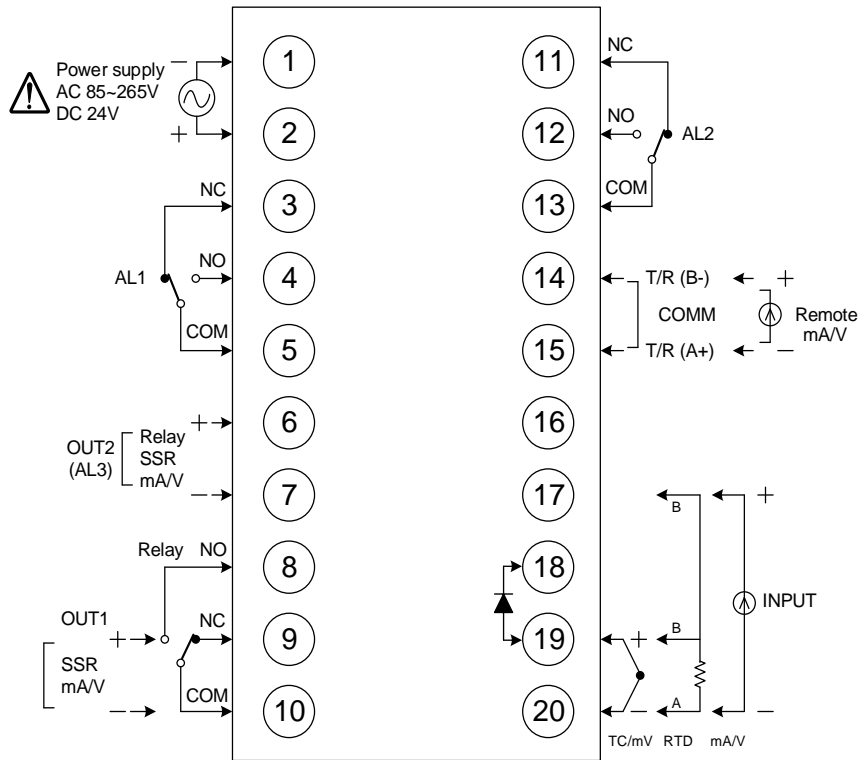 Power supply
AC 85~265V
DC 24V
−
+
1
2
NC
3
AL1
NO
4
COM
5
OUT2
(AL3)
Relay
SSR
mA/V
+
−
6
7
Relay
NO
8
OUT1
+
NC
9
SSR
mA/V
−
COM
10
11
NC
12
NO
AL2
13
COM
14
T/R (B-)
+
COMM
Remote
mA/V
15
T/R (A+)
−
16
17
B
+
18
INPUT
19
+
B
20
−
A
−
TC/mV
RTD
mA/V